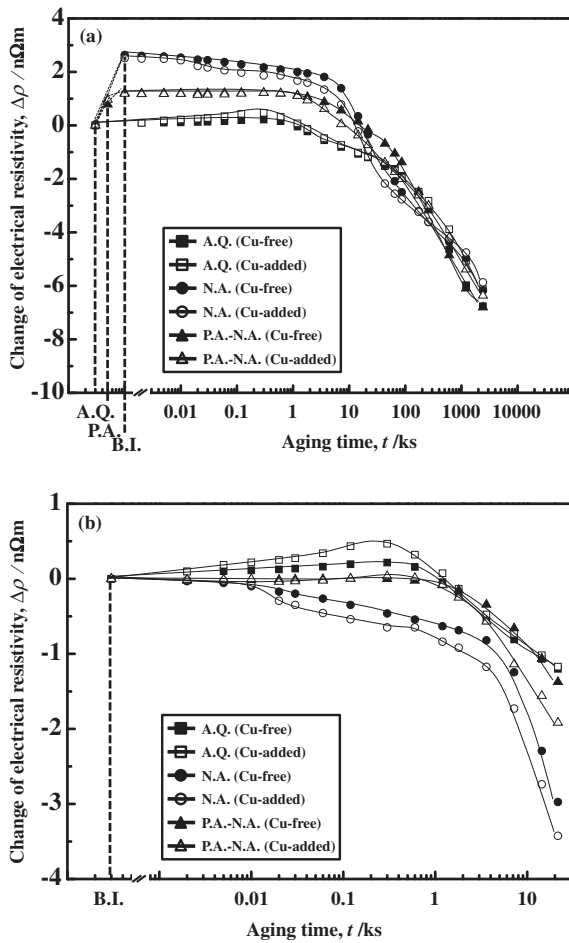 (a)
Change of electrical resistivity, Δρ / nΩm
4
2
0
-2
-4
-6
-8
-10
A.Q. (Cu-free)
A.Q. (Cu-added)
N.A. (Cu-free)
N.A. (Cu-added)
P.A.-N.A. (Cu-free)
P.A.-N.A. (Cu-added)
A.Q.
P.A.
B.I.
0.01 0.1 1 10 100 1000 10000
Aging time, t /ks
(b)
Change of electrical resistivity, Δρ / nΩm
1
0
-1
-2
-3
-4
A.Q. (Cu-free)
A.Q. (Cu-added)
N.A. (Cu-free)
N.A. (Cu-added)
P.A.-N.A. (Cu-free)
P.A.-N.A. (Cu-added)
B.I. 0.01 0.1 1 10
Aging time, t /ks